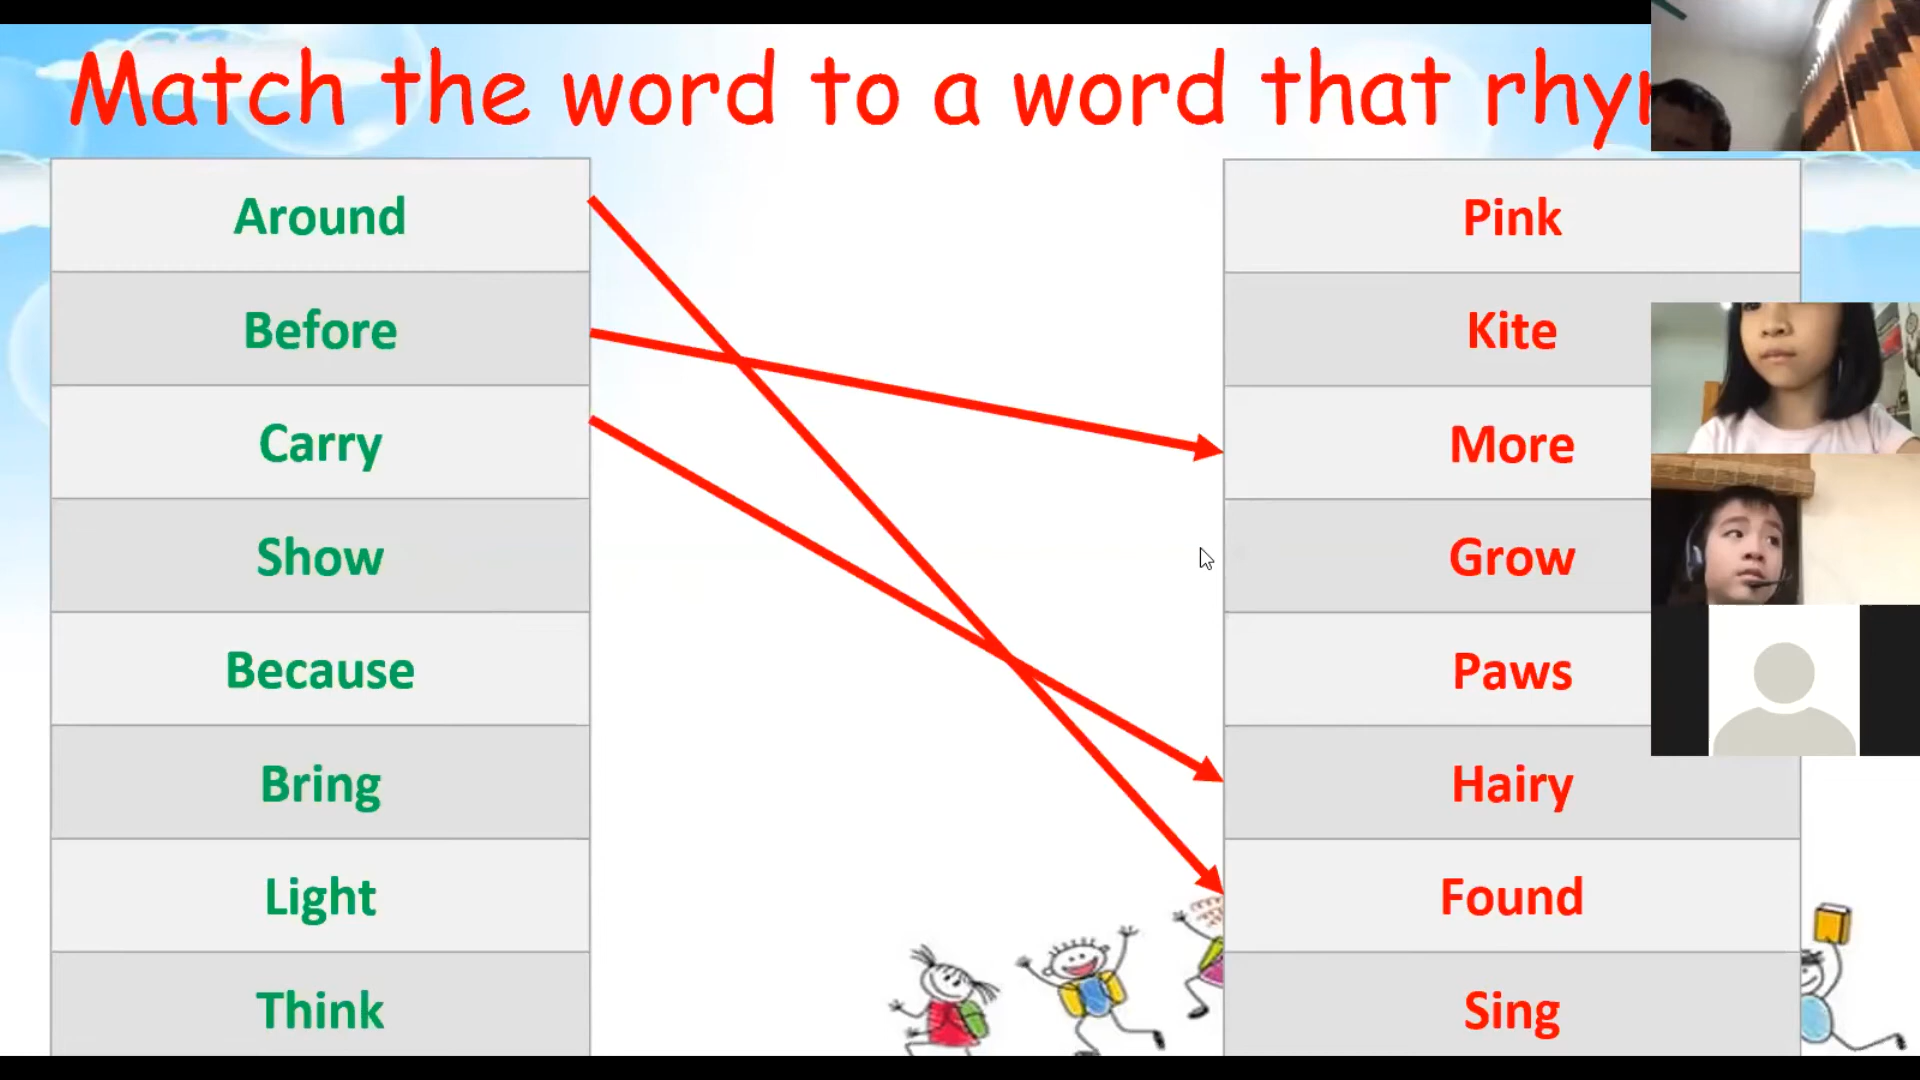 Match the word to a word that
Around
Before
Carry
Show
Because
Bring
Light
Think
Pink
Kite
More
Grow
Paws
Hairy
Found
Sing